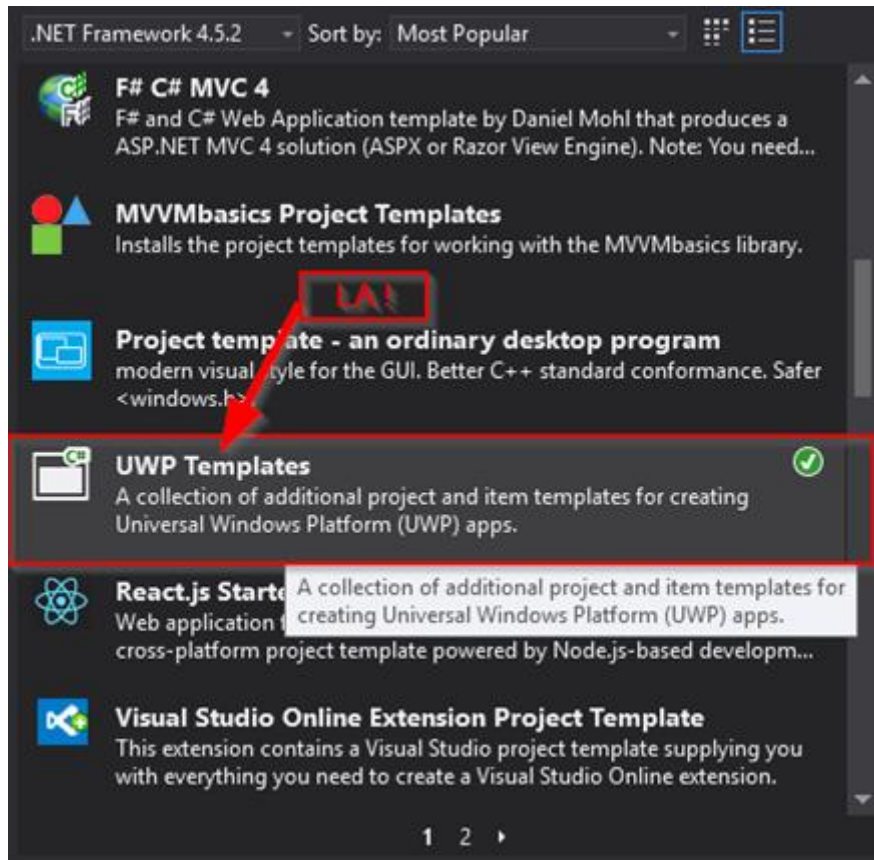 .NET Framework 4.5.2 Sort by: Most Popular
F# C# MVC 4
F# and C# Web Application template by Daniel Mohl that produces a
ASP.NET MVC 4 solution (ASPX or Razor View Engine). Note: You need...
MVVMbasics Project Templates
Installs the project templates for working with the MVVMbasics library.
LA !
Project template - an ordinary desktop program
modern visual style for the GUI. Better C++ standard conformance. Safer
<windows.h>
UWP Templates
A collection of additional project and item templates for creating
Universal Windows Platform (UWP) apps.
A collection of additional project and item templates for
creating Universal Windows Platform (UWP) apps.
React.js Starte
Web application
cross-platform project template powered by Node.js-based developm...
Visual Studio Online Extension Project Template
This extension contains a Visual Studio project template supplying you
with everything you need to create a Visual Studio Online extension.
1 2